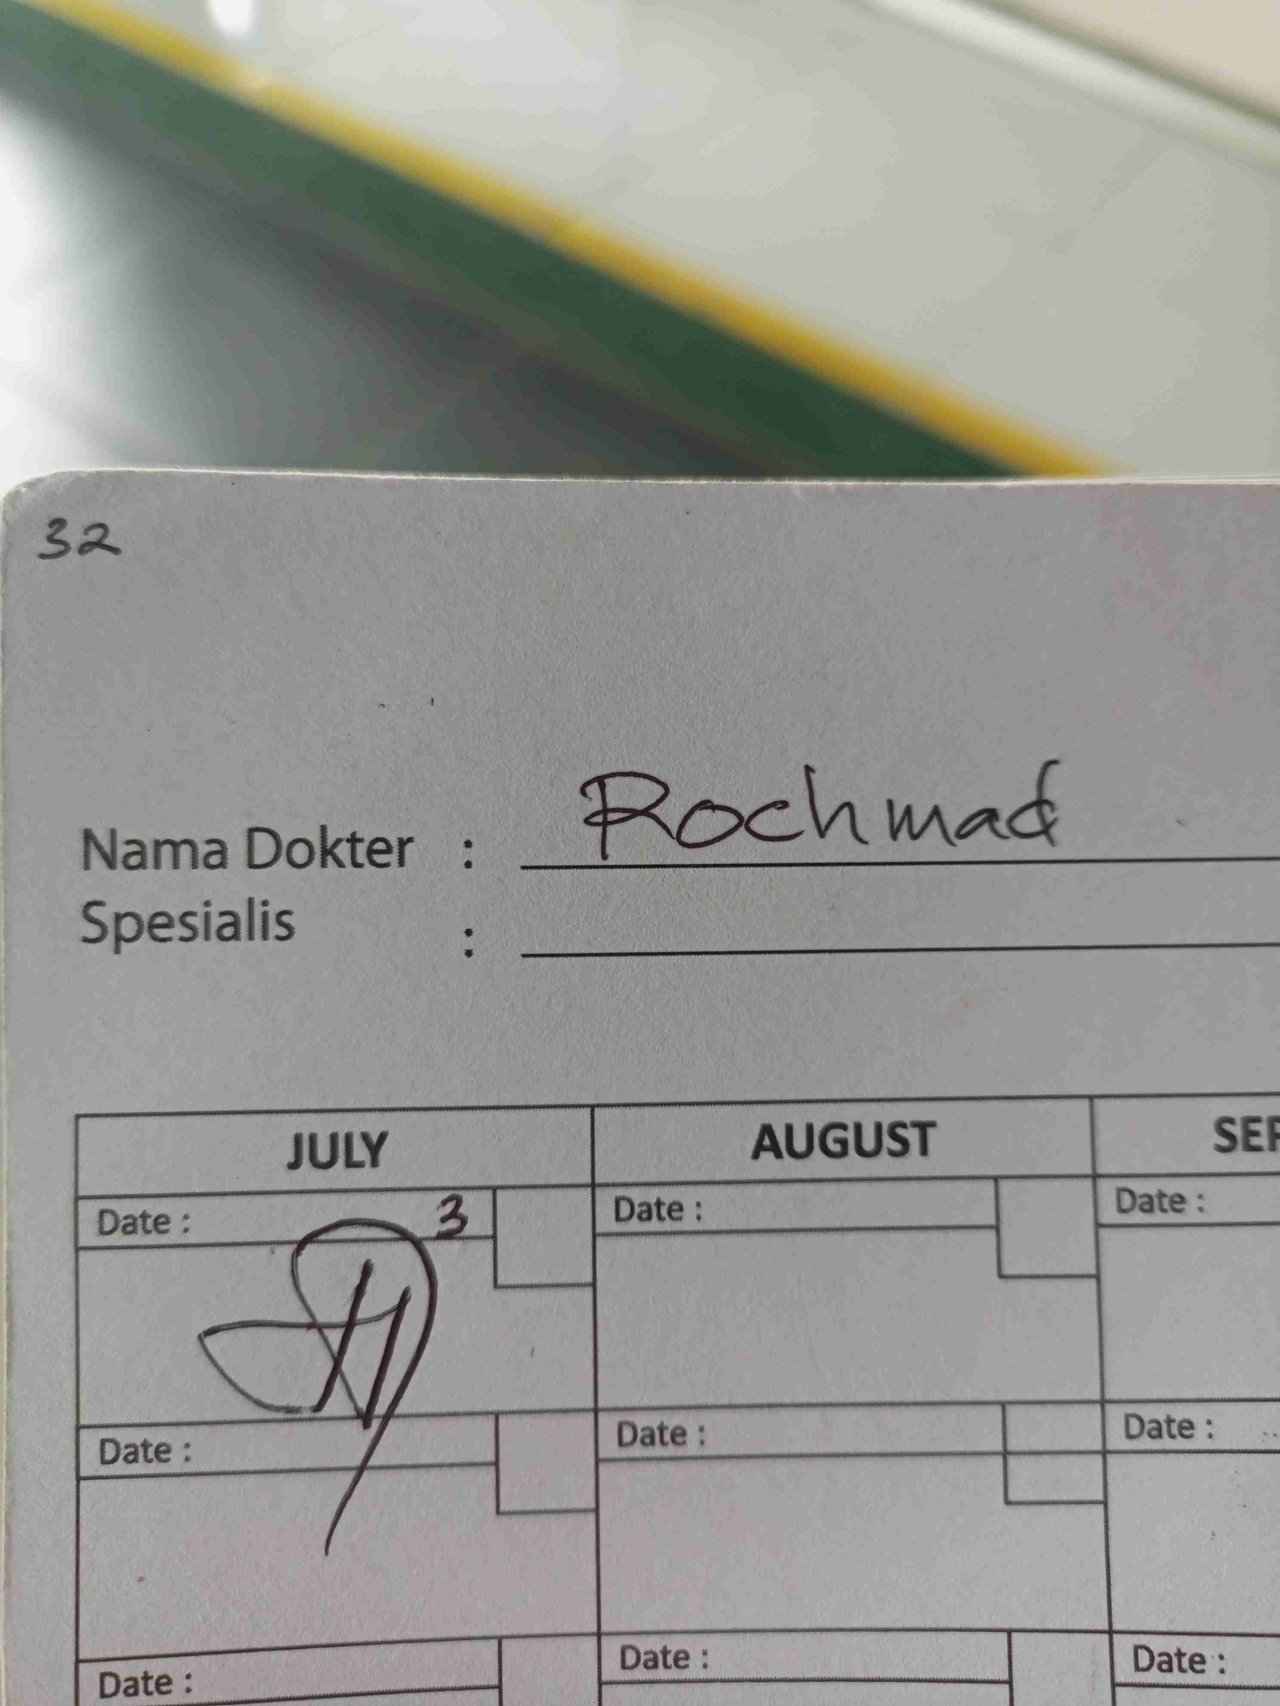 32
Nama Dokter : Rochmad
Spesialis :
JULY AUGUST
Date : 3 Date : Date :
Date : Date : Date :
Date : Date : Date :